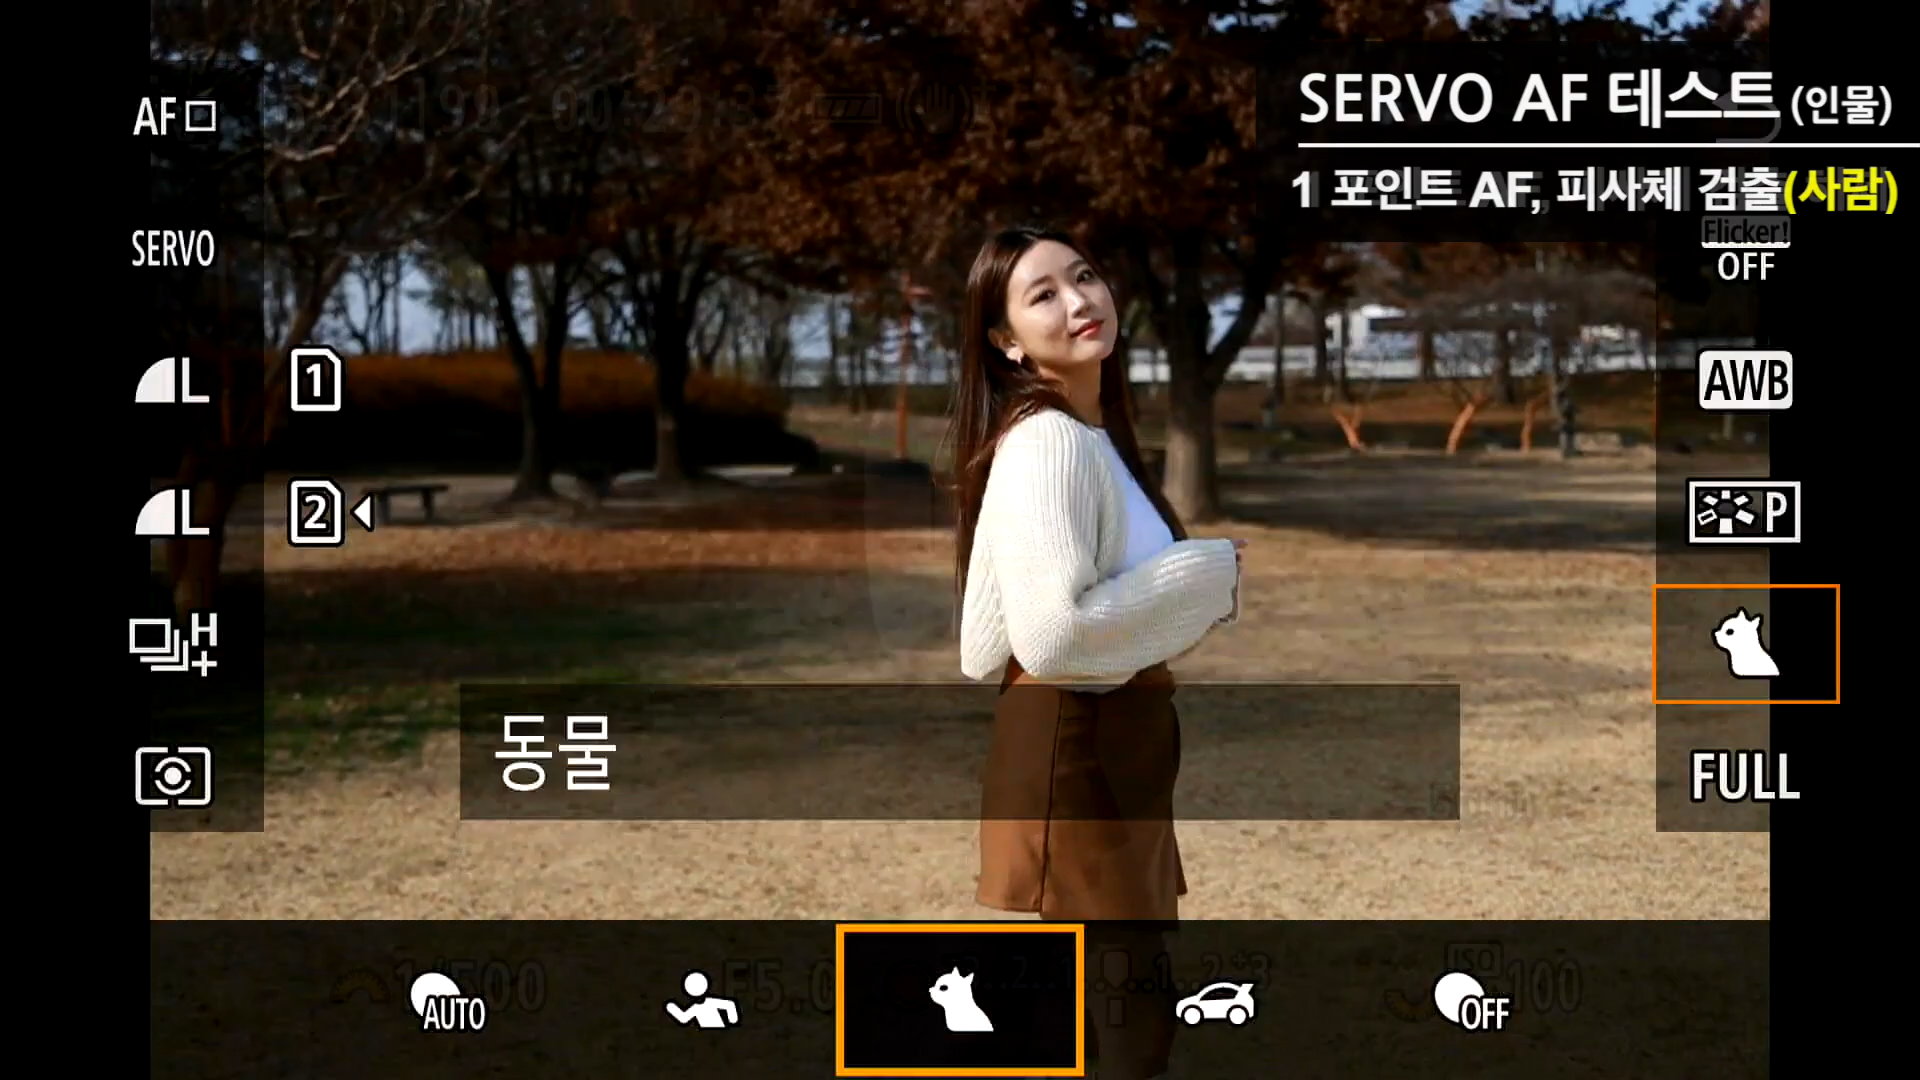 SERVO AF 테스트 (인물)
1 포인트 AF, 피사체 검출(사람)
AF
SERVO
L 1
L 2
H
+
Flicker!
OFF
AWB
P
FULL
동물
AUTO
OFF